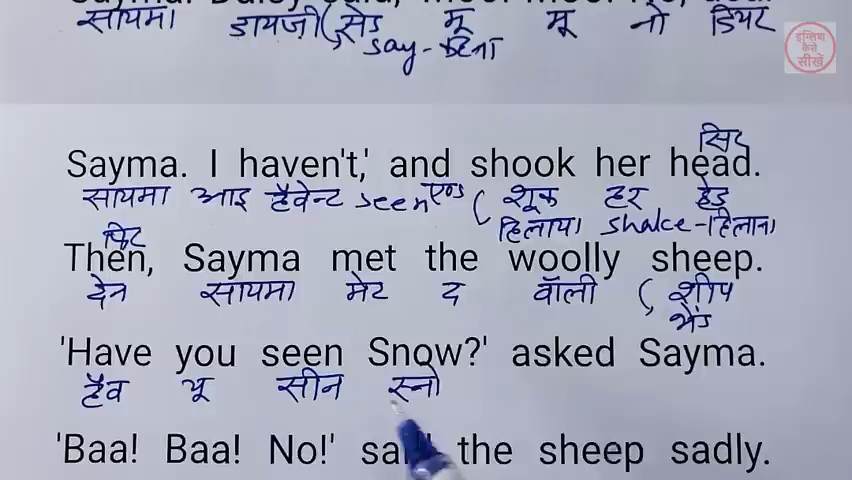 सायमा डायजी (सेड मू मू नो डियर
say-कहना
इंग्लिश
कैसे
सीखें
सिर
Sayma. I haven't,' and shook her head.
सायमा आइ हैवेन्ट seen एण्ड (शूक हर हेड
हिलाया shake-हिलाना
फिर
Then, Sayma met the woolly sheep.
देन सायमा मेट द वॉली (शीप
भेंड
'Have you seen Snow?' asked Sayma.
हैव यू सीन स्नो
'Baa! Baa! No!' said the sheep sadly.